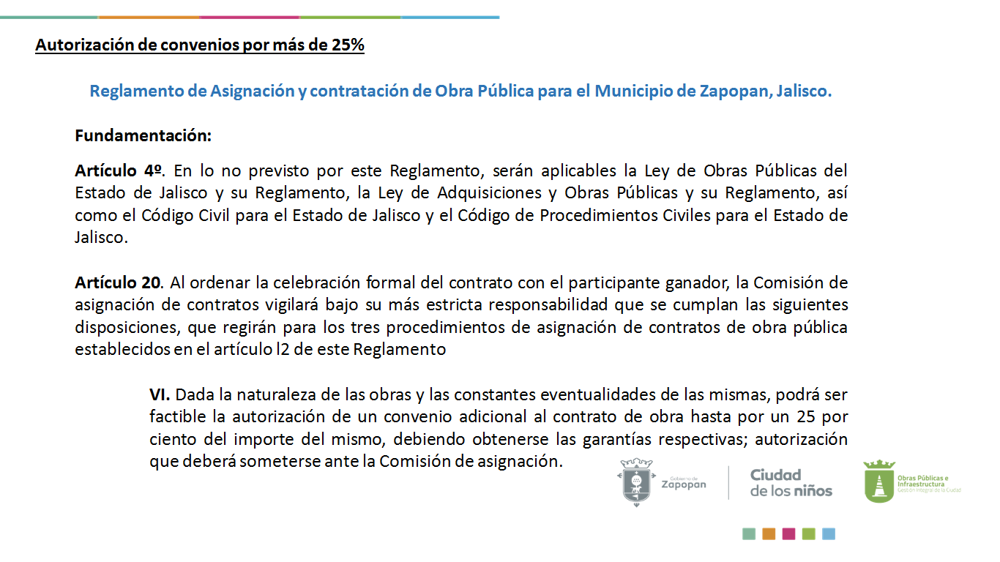 Autorización de convenios por más de 25%
Reglamento de Asignación y contratación de Obra Pública para el Municipio de Zapopan, Jalisco.
Fundamentación:
Artículo 4º. En lo no previsto por este Reglamento, serán aplicables la Ley de Obras Públicas del
Estado de Jalisco y su Reglamento, la Ley de Adquisiciones y Obras Públicas y su Reglamento, así
como el Código Civil para el Estado de Jalisco y el Código de Procedimientos Civiles para el Estado de
Jalisco.
Artículo 20. Al ordenar la celebración formal del contrato con el participante ganador, la Comisión de
asignación de contratos vigilará bajo su más estricta responsabilidad que se cumplan las siguientes
disposiciones, que regirán para los tres procedimientos de asignación de contratos de obra pública
establecidos en el artículo l2 de este Reglamento
VI. Dada la naturaleza de las obras y las constantes eventualidades de las mismas, podrá ser
factible la autorización de un convenio adicional al contrato de obra hasta por un 25 por
ciento del importe del mismo, debiendo obtenerse las garantías respectivas; autorización
que deberá someterse ante la Comisión de asignación.
Gobierno de
Zapopan
Ciudad
de los niños
Obras Públicas e
Infraestructura
Gestión Integral de la Ciudad